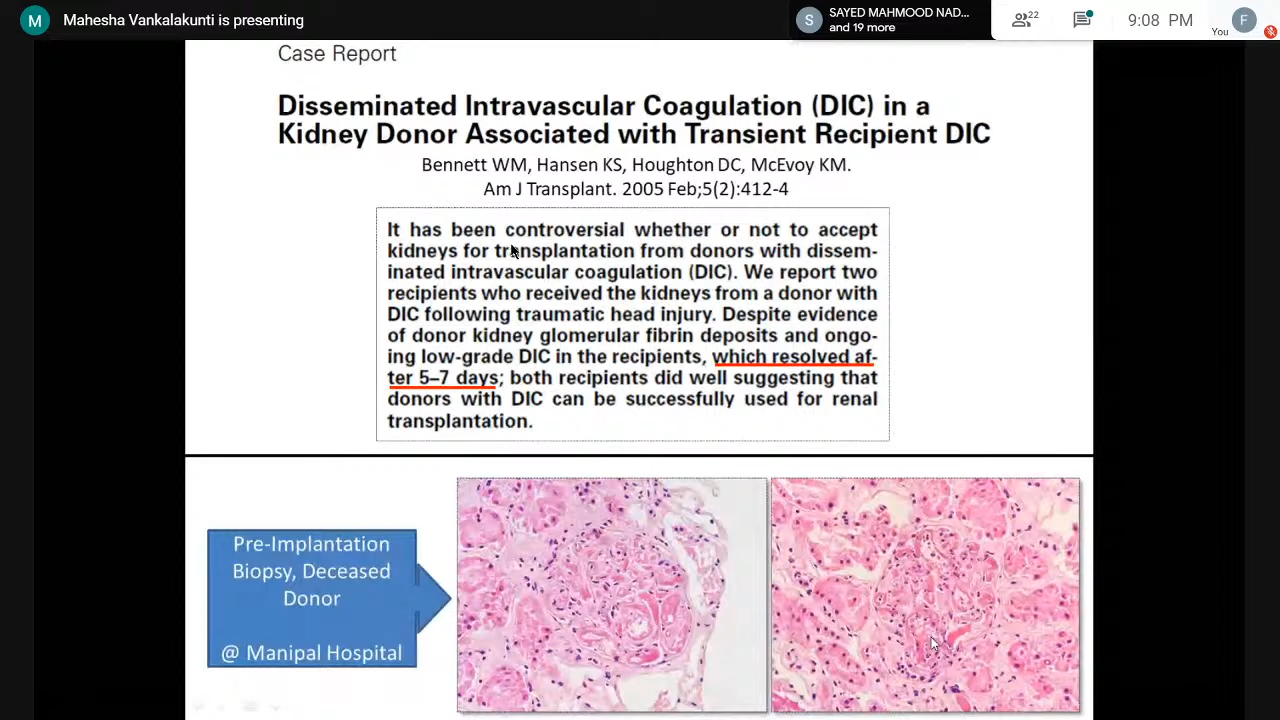 M Mahesha Vankalakunti is presenting
S SAYED MAHMOOD NAD...
and 19 more
22
9:08 PM
You
F
Case Report
Disseminated Intravascular Coagulation (DIC) in a
Kidney Donor Associated with Transient Recipient DIC
Bennett WM, Hansen KS, Houghton DC, McEvoy KM.
Am J Transplant. 2005 Feb;5(2):412-4
It has been controversial whether or not to accept
kidneys for transplantation from donors with dissem-
inated intravascular coagulation (DIC). We report two
recipients who received the kidneys from a donor with
DIC following traumatic head injury. Despite evidence
of donor kidney glomerular fibrin deposits and ongo-
ing low-grade DIC in the recipients, which resolved af-
ter 5–7 days; both recipients did well suggesting that
donors with DIC can be successfully used for renal
transplantation.
Pre-Implantation
Biopsy, Deceased
Donor
@ Manipal Hospital